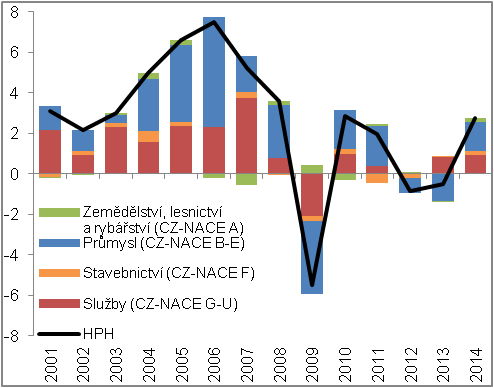 8
6
4
2
0
-2
-4
-6
-8
Zemědělství, lesnictví
a rybářství (CZ-NACE A)
Průmysl (CZ-NACE B-E)
Stavebnictví (CZ-NACE F)
Služby (CZ-NACE G-U)
HPH
2001 2002 2003 2004 2005 2006 2007 2008 2009 2010 2011 2012 2013 2014